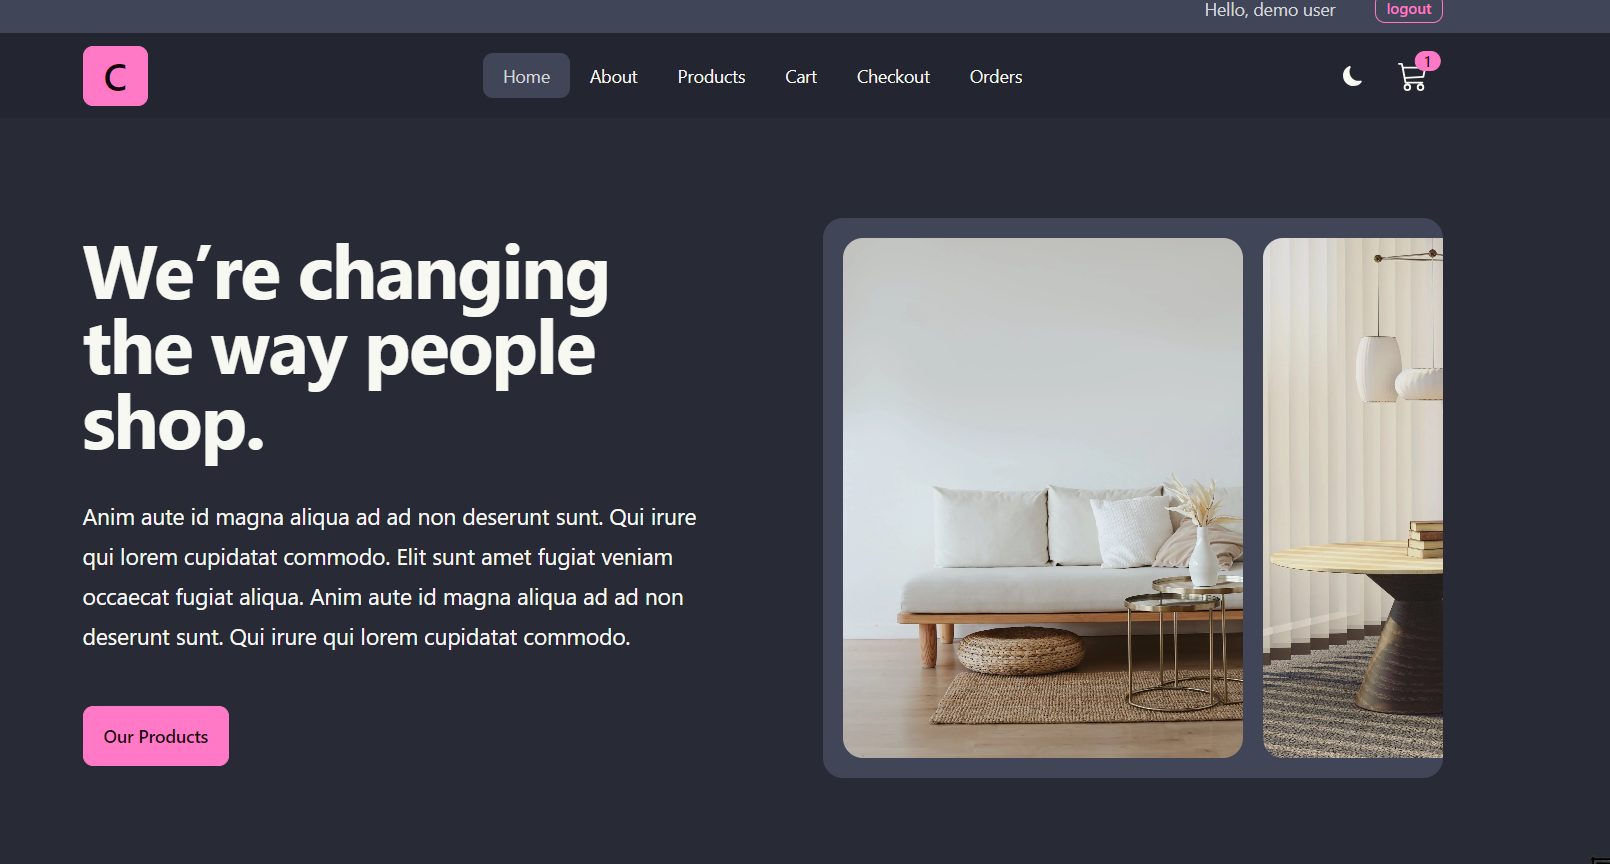 Hello, demo user
logout
C
Home
About
Products
Cart
Checkout
Orders
1
We’re changing
the way people
shop.
Anim aute id magna aliqua ad ad non deserunt sunt. Qui irure
qui lorem cupidatat commodo. Elit sunt amet fugiat veniam
occaecat fugiat aliqua. Anim aute id magna aliqua ad ad non
deserunt sunt. Qui irure qui lorem cupidatat commodo.
Our Products